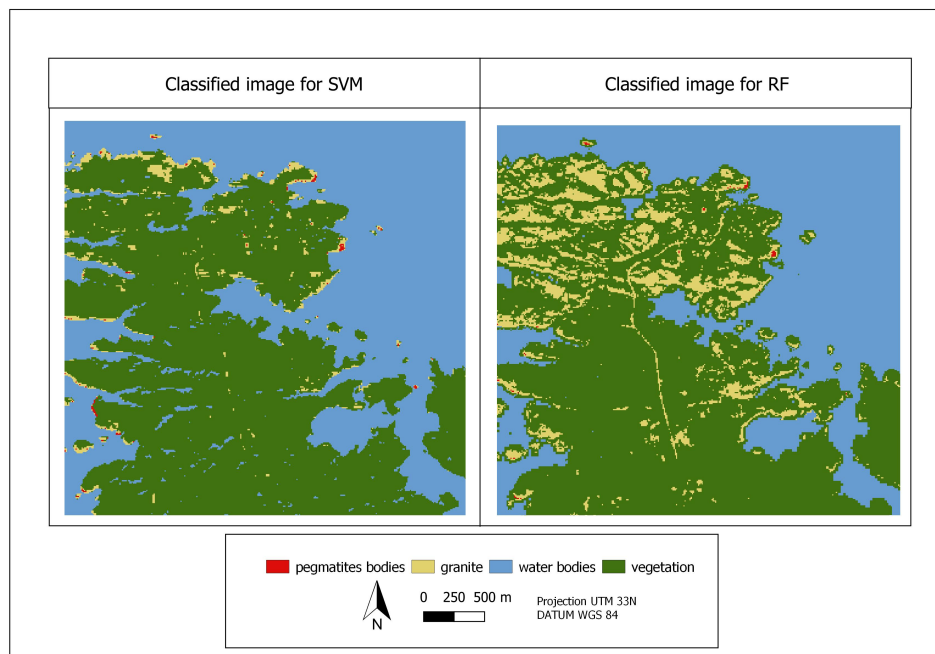 Classified image for SVM
Classified image for RF
pegmatites bodies granite water bodies vegetation
0 250 500 m
N
Projection UTM 33N
DATUM WGS 84